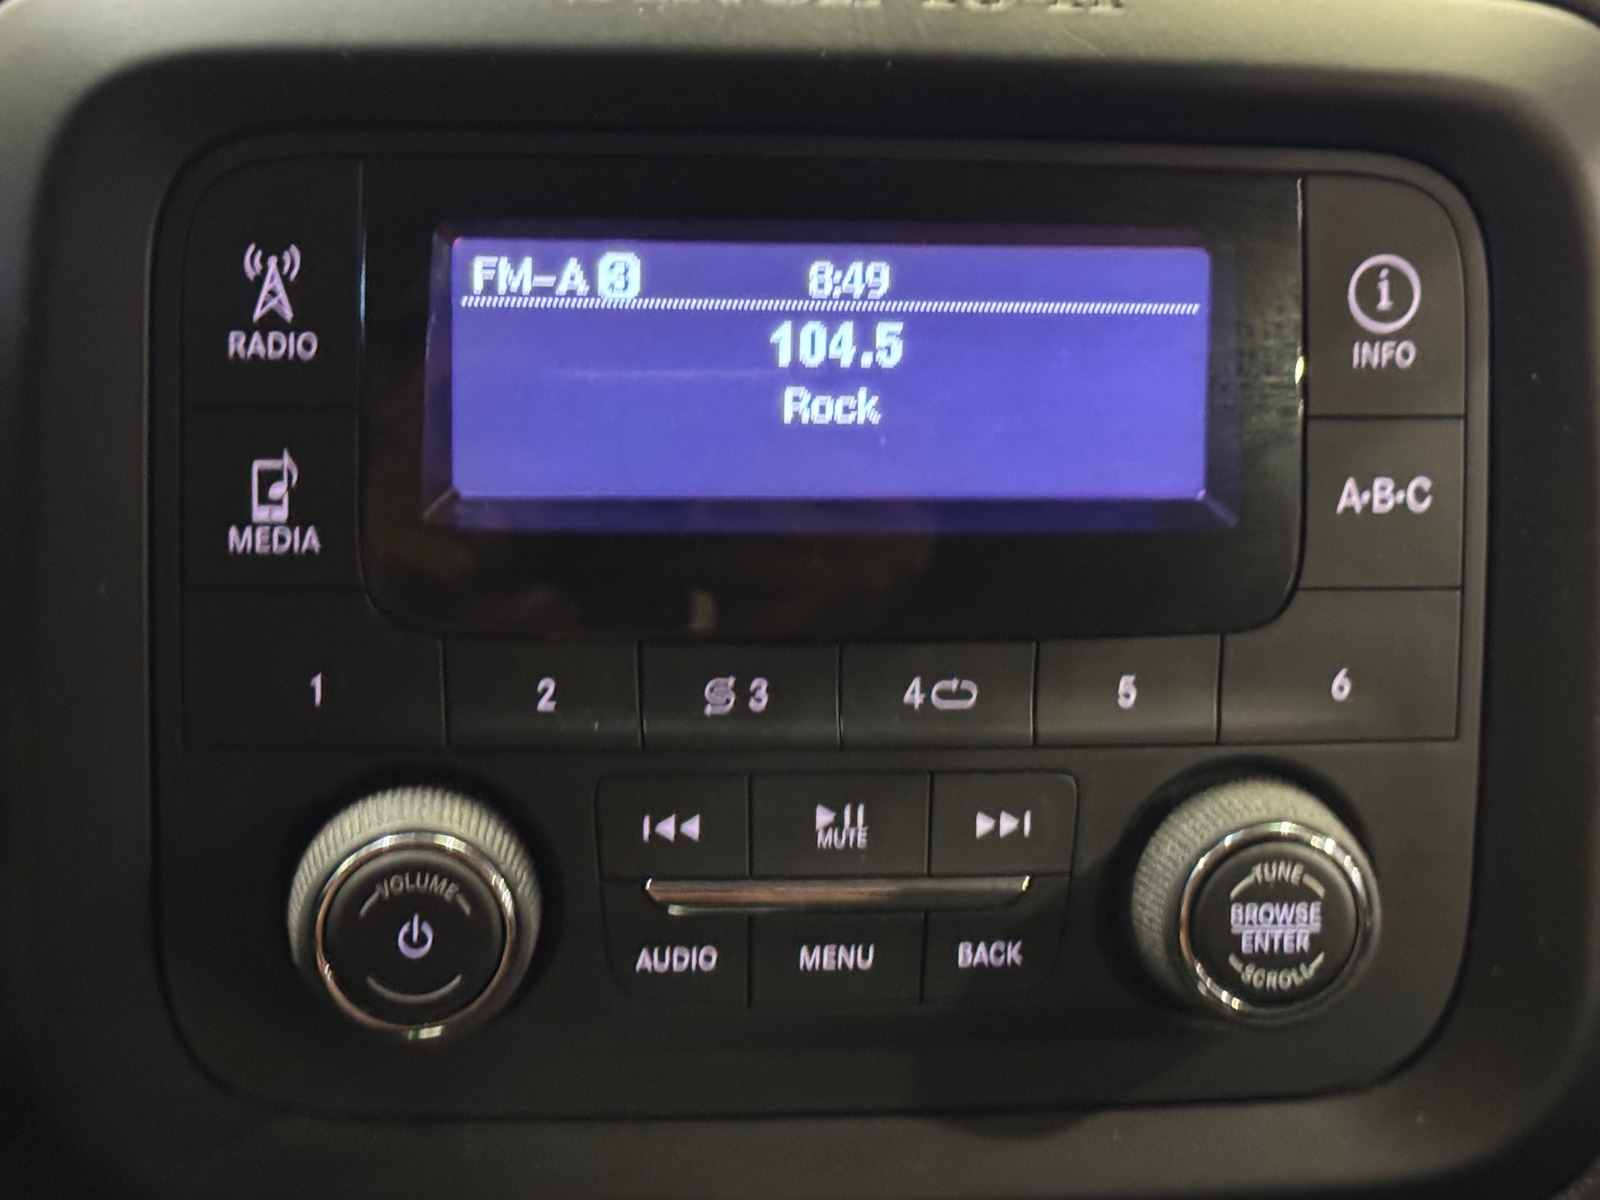 FM-A 3 8:49
104.5
Rock
RADIO
MEDIA
i
INFO
A·B·C
1 2 3 4 5 6
VOLUME
MUTE
AUDIO MENU BACK
TUNE
BROWSE
ENTER
SCROLL